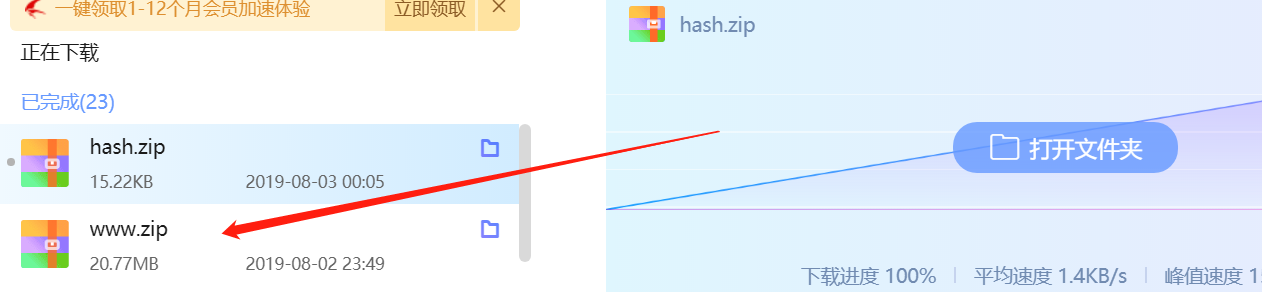 一键领取1-12个月会员加速体验 立即领取
正在下载
已完成(23)
hash.zip
15.22KB 2019-08-03 00:05
www.zip
20.77MB 2019-08-02 23:49
hash.zip
打开文件夹
下载进度 100% 平均速度 1.4KB/s 峰值速度